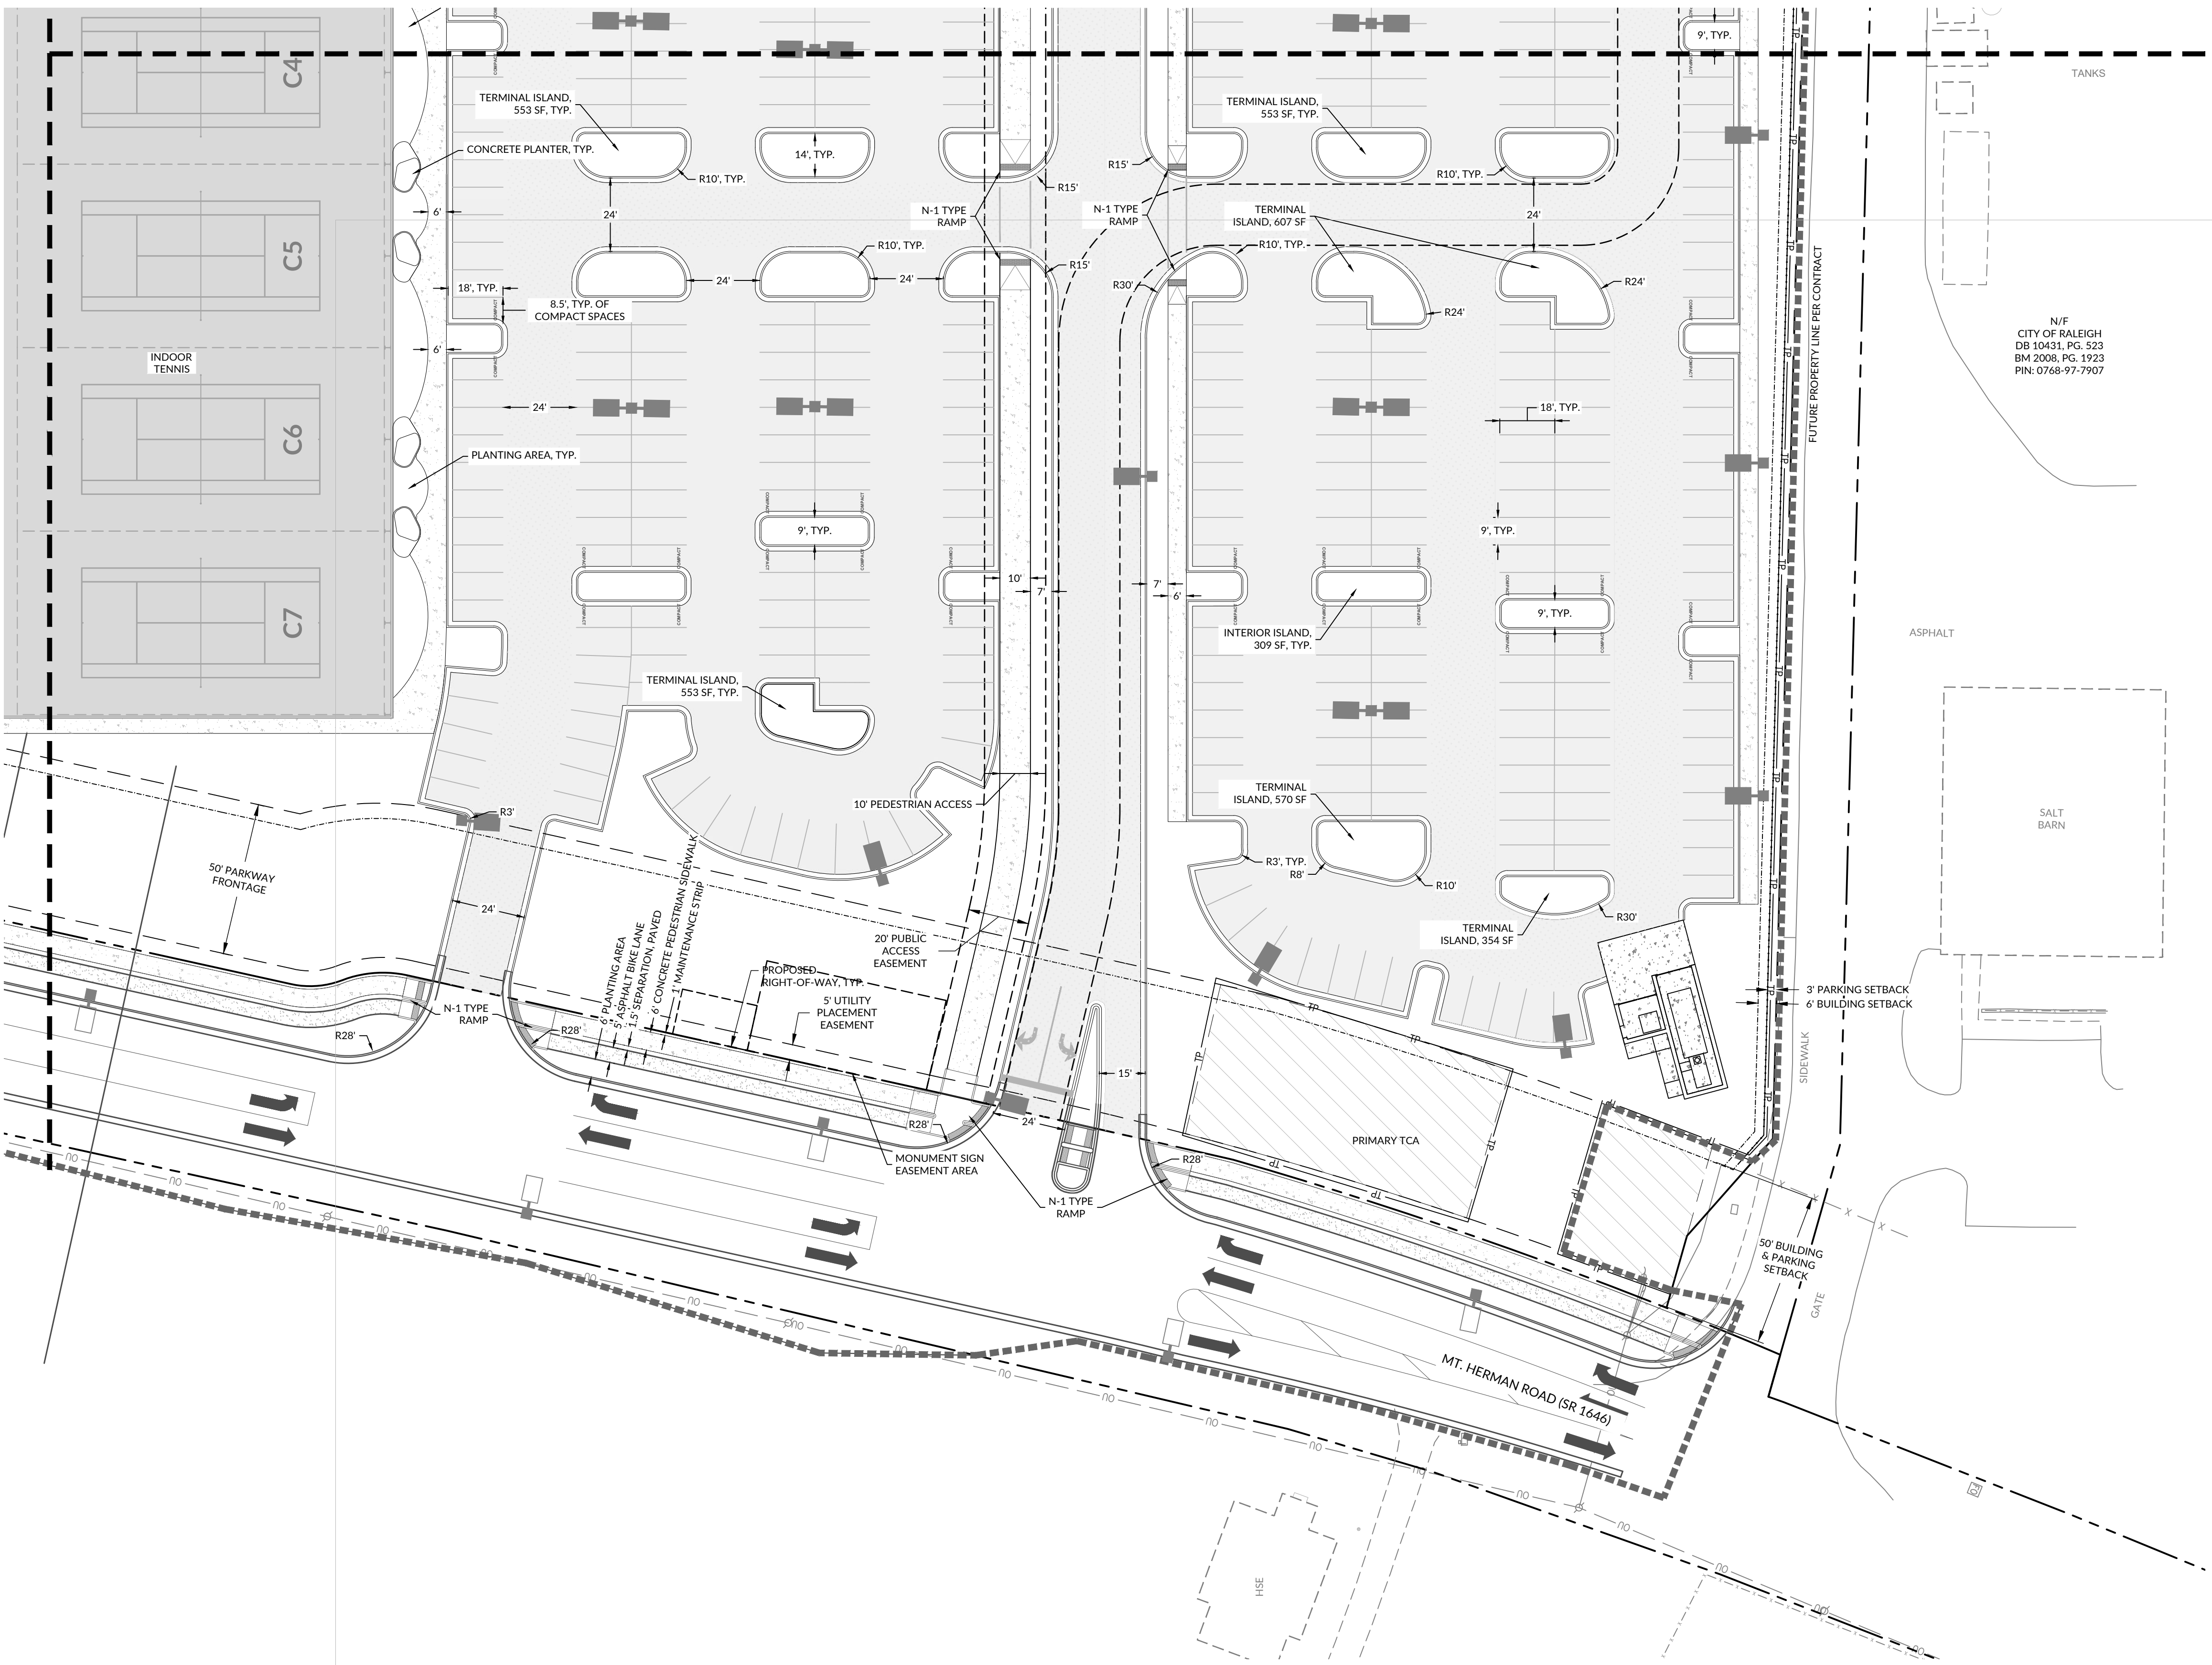 C4
C5
C6
C7
INDOOR
TENNIS
TERMINAL ISLAND,
553 SF, TYP.
CONCRETE PLANTER, TYP.
14', TYP.
R10', TYP.
R15'
R15'
9', TYP.
TANKS
TERMINAL ISLAND,
553 SF, TYP.
R10', TYP.
6'
24'
N-1 TYPE
RAMP
N-1 TYPE
RAMP
TERMINAL
ISLAND, 607 SF
24'
R10', TYP.
R10', TYP.
R15'
R30'
24'
24'
R24'
R24'
18', TYP.
8.5', TYP. OF
COMPACT SPACES
COMPACT
6'
FUTURE PROPERTY LINE PER CONTRACT
N/F
CITY OF RALEIGH
DB 10431, PG. 523
BM 2008, PG. 1923
PIN: 0768-97-7907
24'
18', TYP.
PLANTING AREA, TYP.
9', TYP.
9', TYP.
10'
7'
7'
6'
9', TYP.
INTERIOR ISLAND,
309 SF, TYP.
ASPHALT
TERMINAL ISLAND,
553 SF, TYP.
10' PEDESTRIAN ACCESS
TERMINAL
ISLAND, 570 SF
R3'
SALT
BARN
50' PARKWAY
FRONTAGE
24'
R3', TYP.
R8'
R10'
R30'
TERMINAL
ISLAND, 354 SF
6' PLANTING AREA
5' ASPHALT BIKE LANE
1.5' SEPARATION, PAVED
6' CONCRETE PEDESTRIAN SIDEWALK
1' MAINTENANCE STRIP
20' PUBLIC
ACCESS
EASEMENT
PROPOSED
RIGHT-OF-WAY, TYP.
5' UTILITY
PLACEMENT
EASEMENT
3' PARKING SETBACK
6' BUILDING SETBACK
SIDEWALK
N-1 TYPE
RAMP
R28'
R28'
15'
24'
R28'
R28'
PRIMARY TCA
MONUMENT SIGN
EASEMENT AREA
N-1 TYPE
RAMP
50' BUILDING
& PARKING
SETBACK
GATE
MT. HERMAN ROAD (SR 1646)
HSE
TP
OU
X